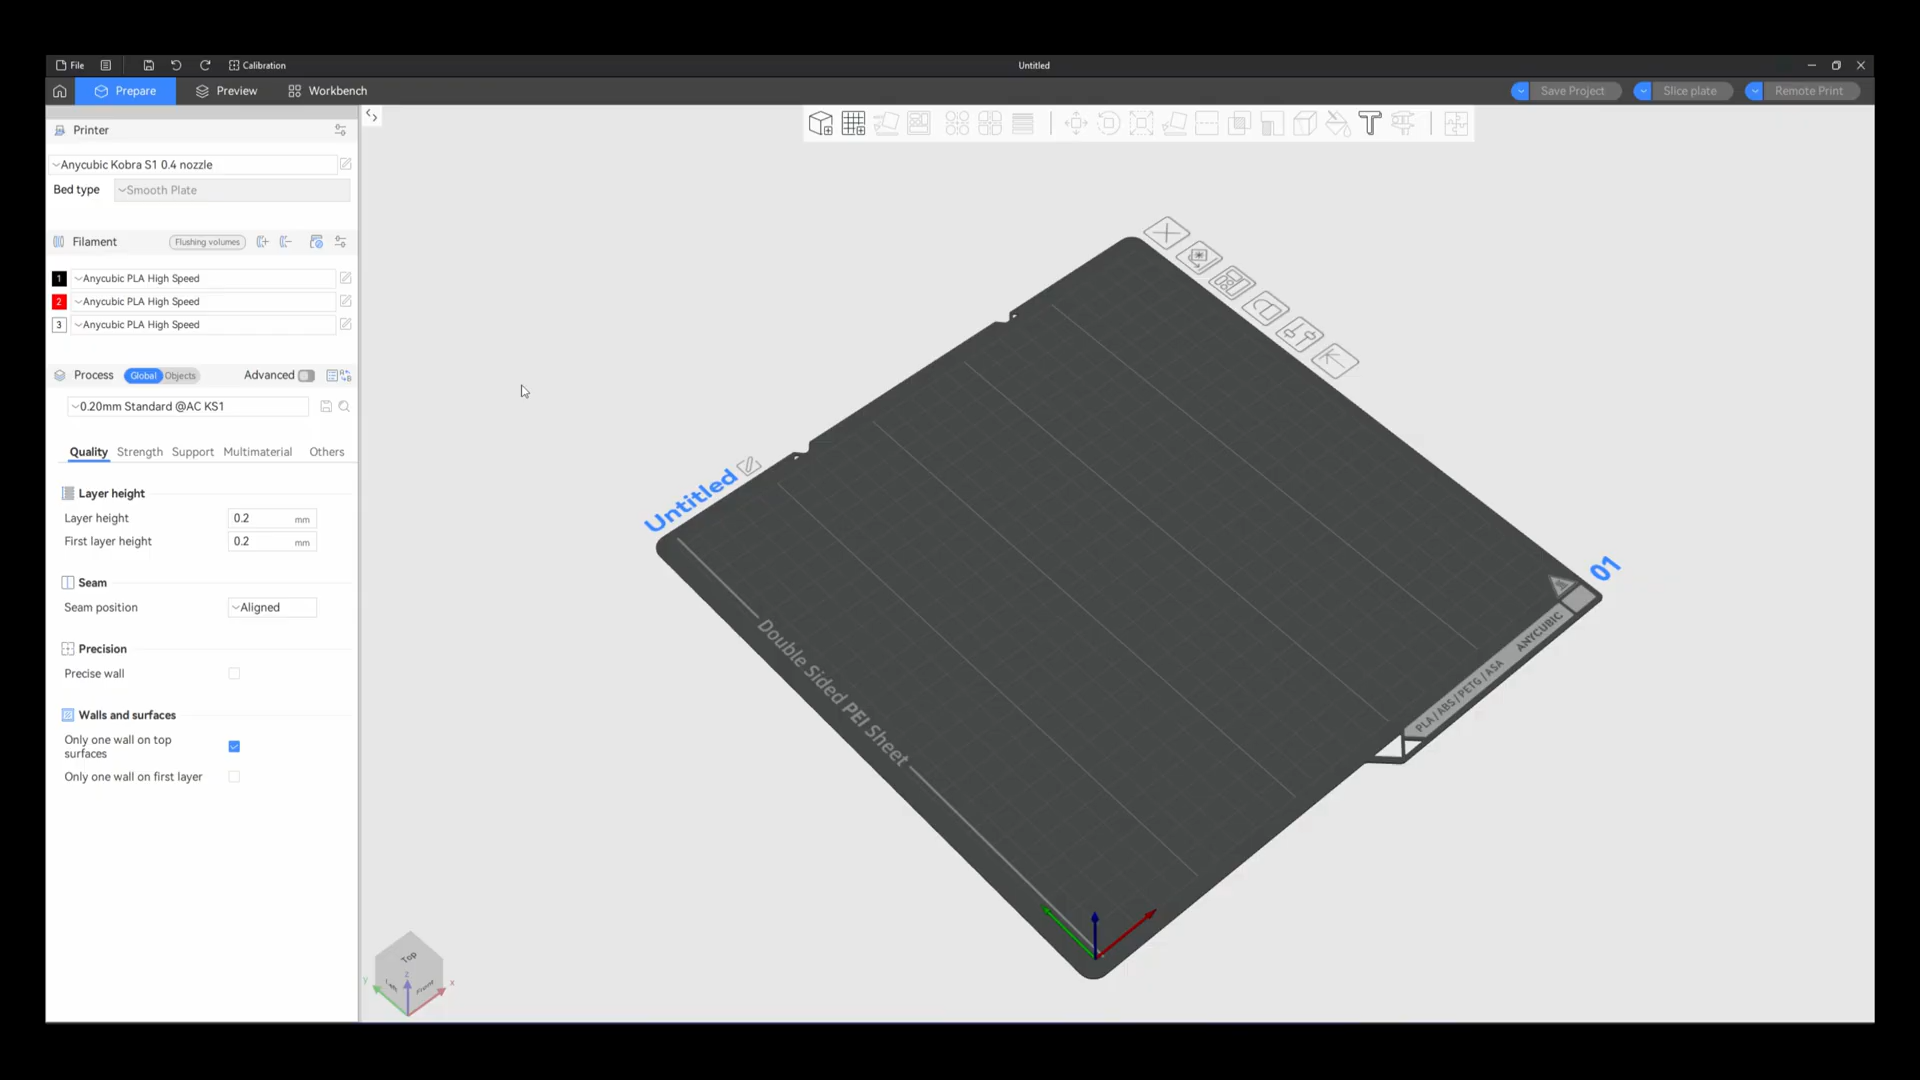 File
Calibration
Untitled
Prepare
Preview
Workbench
Save Project
Slice plate
Remote Print
Printer
Anycubic Kobra S1 0.4 nozzle
Bed type
Smooth Plate
Filament
Flushing volumes
1
Anycubic PLA High Speed
2
Anycubic PLA High Speed
3
Anycubic PLA High Speed
Process
Global
Objects
Advanced
0.20mm Standard @AC KS1
Quality
Strength
Support
Multimaterial
Others
Layer height
Layer height
0.2 mm
First layer height
0.2 mm
Seam
Seam position
Aligned
Precision
Precise wall
Walls and surfaces
Only one wall on top
surfaces
Only one wall on first layer
Untitled
01
Double Sided PEI Sheet
PLA / ABS / PETG / ASA ANYCUBIC
Top
Left
Front
z
y
x